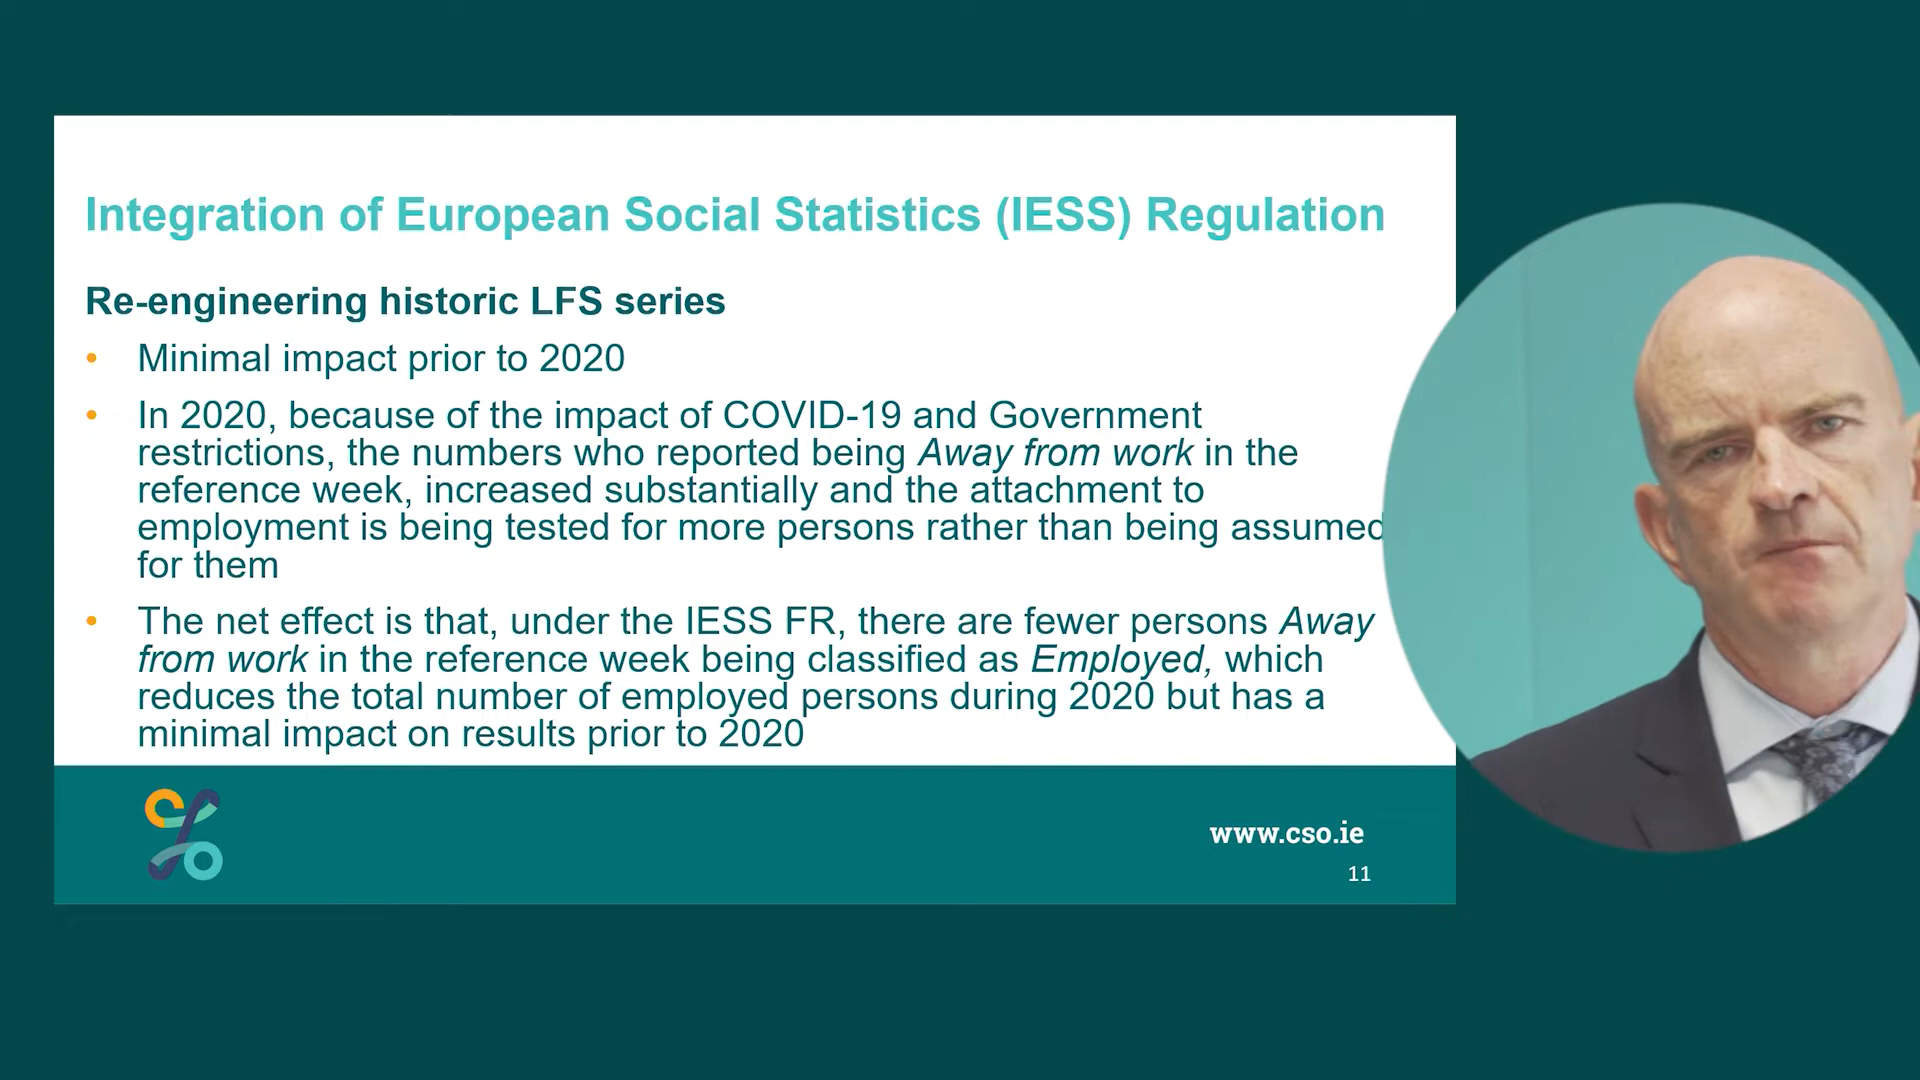 Integration of European Social Statistics (IESS) Regulation
Re-engineering historic LFS series
• Minimal impact prior to 2020
• In 2020, because of the impact of COVID-19 and Government
restrictions, the numbers who reported being Away from work in the
reference week, increased substantially and the attachment to
employment is being tested for more persons rather than being assumed
for them
• The net effect is that, under the IESS FR, there are fewer persons Away
from work in the reference week being classified as Employed, which
reduces the total number of employed persons during 2020 but has a
minimal impact on results prior to 2020
www.cso.ie
11